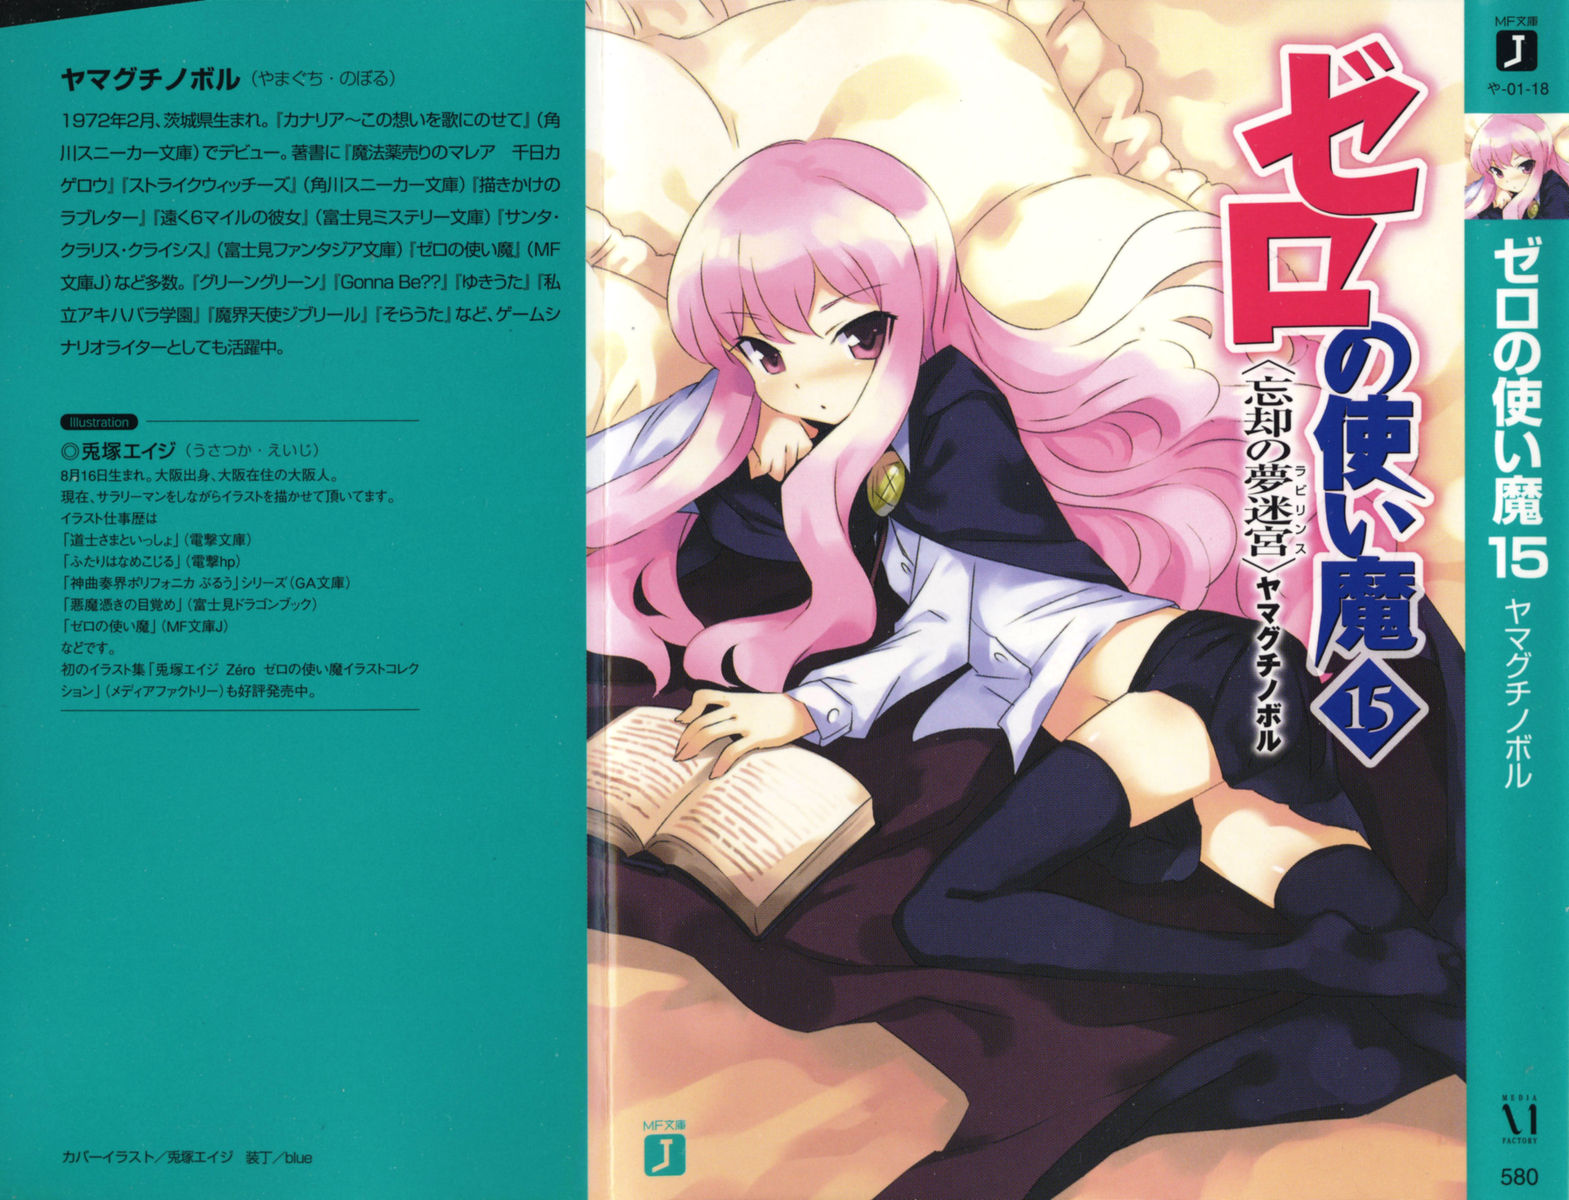 ヤマグチノボル（やまぐち・のぼる）
1972年2月、茨城県生まれ。『カナリア～この想いを歌にのせて』（角
川スニーカー文庫）でデビュー。著書に『魔法薬売りのマレア　千日カ
ゲロウ』『ストライクウィッチーズ』（角川スニーカー文庫）『描きかけの
ラブレター』『遠く6マイルの彼女』（富士見ミステリー文庫）『サンタ・
クラリス・クライシス』（富士見ファンタジア文庫）『ゼロの使い魔』（MF
文庫J）など多数。『グリーングリーン』『Gonna Be??』『ゆきうた』『私
立アキハバラ学園』『魔界天使ジブリール』『そらうた』など、ゲームシ
ナリオライターとしても活躍中。
Illustration
◎兎塚エイジ（うさつか・えいじ）
8月16日生まれ。大阪出身、大阪在住の大阪人。
現在、サラリーマンをしながらイラストを描かせて頂いてます。
イラスト仕事歴は
「道士さまといっしょ」（電撃文庫）
「ふたりはなめこじる」（電撃hp）
「神曲奏界ポリフォニカ ぶるう」シリーズ（GA文庫）
「悪魔憑きの目覚め」（富士見ドラゴンブック）
「ゼロの使い魔」（MF文庫J）
などです。
初のイラスト集「兎塚エイジ Zéro ゼロの使い魔イラストコレク
ション」（メディアファクトリー）も好評発売中。
カバーイラスト／兎塚エイジ　装丁／blue
ゼロの使い魔 15
〈忘却の夢迷宮〉
ラビリンス
ヤマグチノボル
MF文庫
J
MF文庫
J
や-01-18
ゼロの使い魔 15
ヤマグチノボル
MEDIA
FACTORY
580